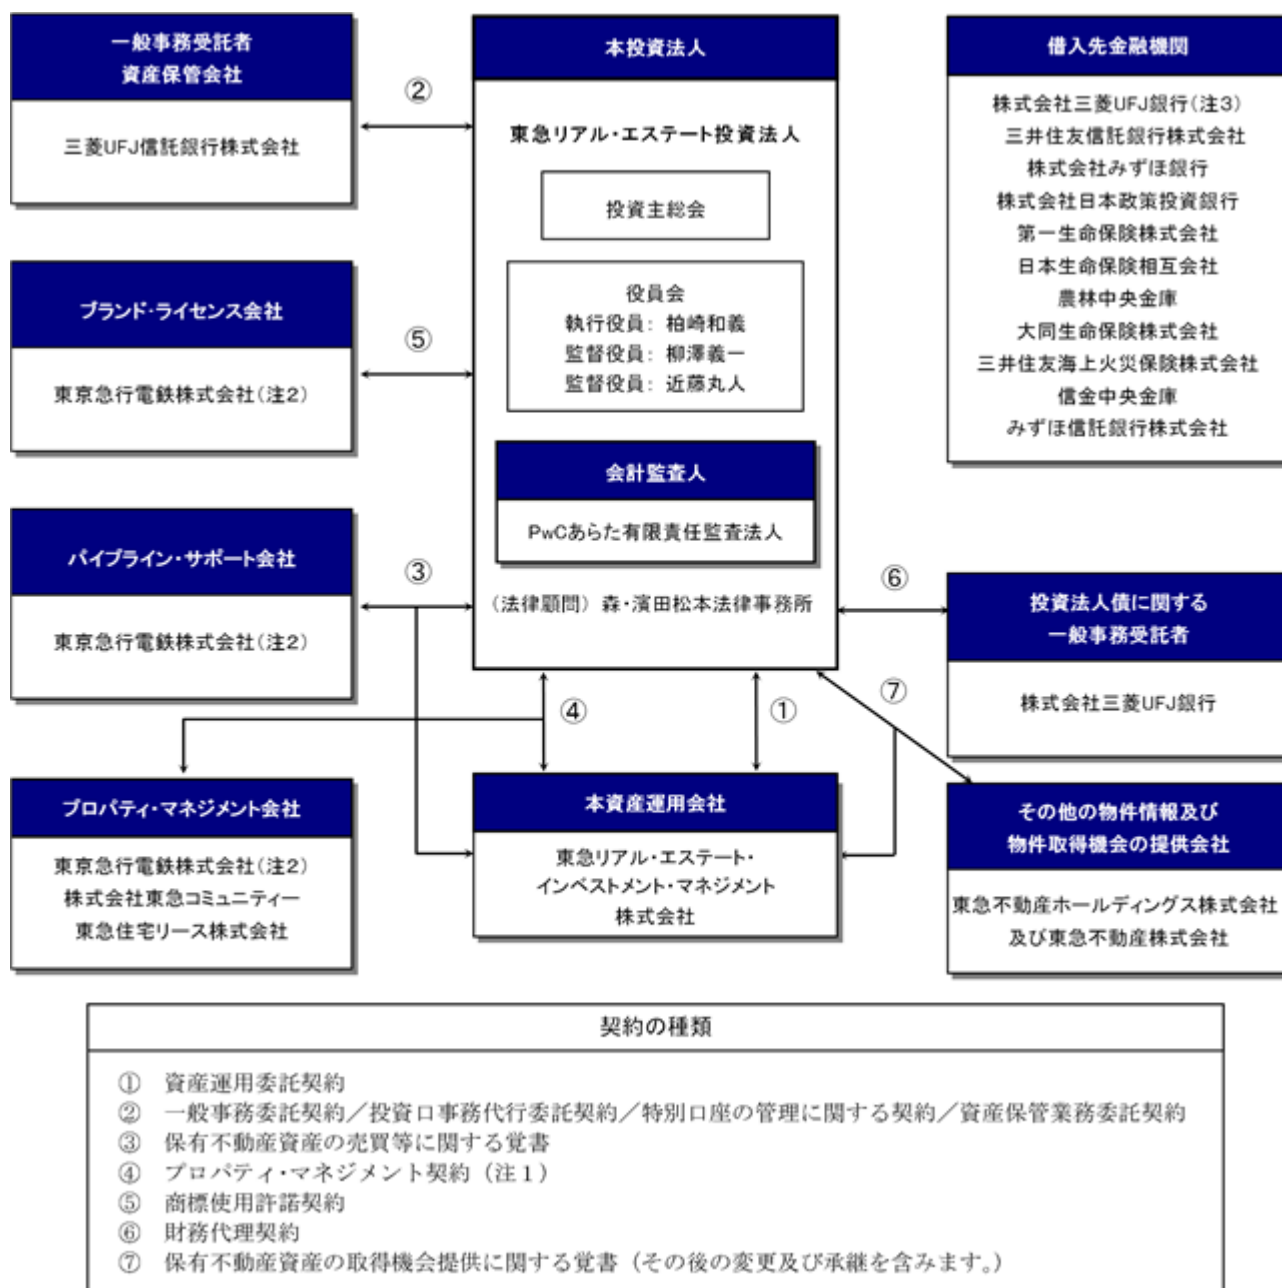 一般事務受託者
資産保管会社
三菱UFJ信託銀行株式会社
②
本投資法人
東急リアル・エステート投資法人
投資主総会
役員会
執行役員： 柏崎和義
監督役員： 柳澤義一
監督役員： 近藤丸人
会計監査人
PwCあらた有限責任監査法人
（法律顧問） 森・濱田松本法律事務所
借入先金融機関
株式会社三菱UFJ銀行（注3）
三井住友信託銀行株式会社
株式会社みずほ銀行
株式会社日本政策投資銀行
第一生命保険株式会社
日本生命保険相互会社
農林中央金庫
大同生命保険株式会社
三井住友海上火災保険株式会社
信金中央金庫
みずほ信託銀行株式会社
ブランド・ライセンス会社
東京急行電鉄株式会社（注2）
⑤
パイプライン・サポート会社
東京急行電鉄株式会社（注2）
③
⑥
投資法人債に関する
一般事務受託者
株式会社三菱UFJ銀行
④
①
⑦
プロパティ・マネジメント会社
東京急行電鉄株式会社（注2）
株式会社東急コミュニティー
東急住宅リース株式会社
本資産運用会社
東急リアル・エステート・
インベストメント・マネジメント
株式会社
その他の物件情報及び
物件取得機会の提供会社
東急不動産ホールディングス株式会社
及び東急不動産株式会社
契約の種類
① 資産運用委託契約
② 一般事務委託契約／投資口事務代行委託契約／特別口座の管理に関する契約／資産保管業務委託契約
③ 保有不動産資産の売買等に関する覚書
④ プロパティ・マネジメント契約（注１）
⑤ 商標使用許諾契約
⑥ 財務代理契約
⑦ 保有不動産資産の取得機会提供に関する覚書（その後の変更及び承継を含みます。）